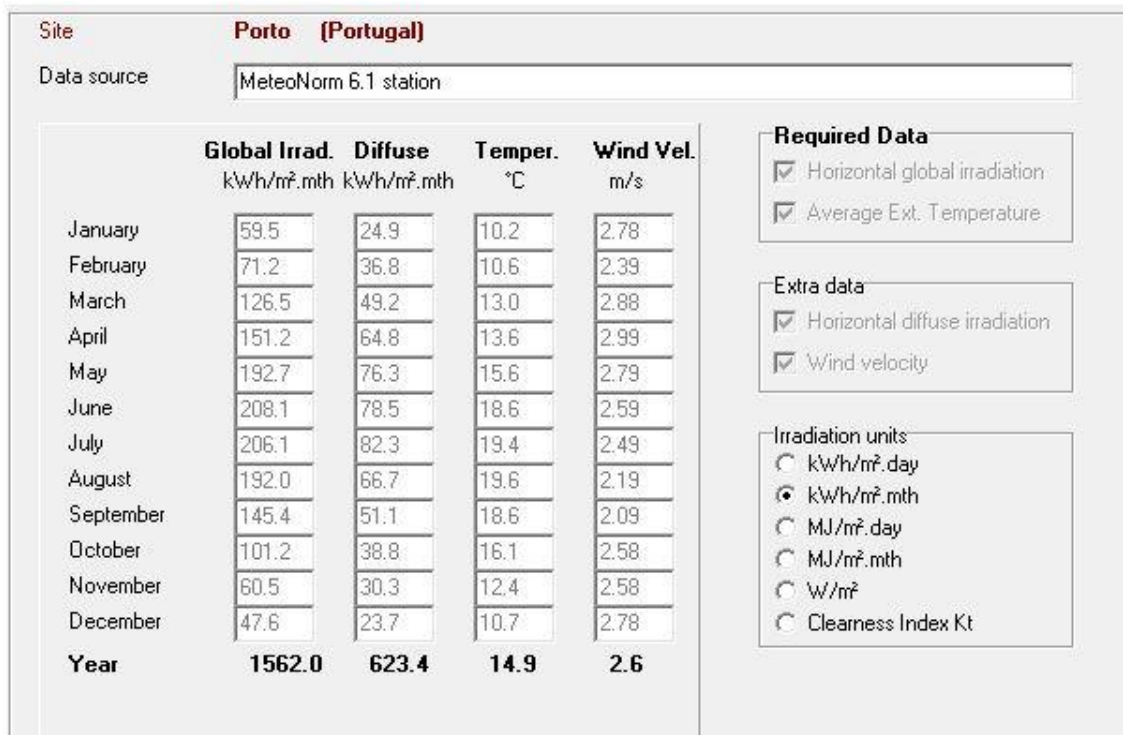 Site Porto (Portugal)
Data source MeteoNorm 6.1 station
Global Irrad. Diffuse Temper. Wind Vel.
kWh/m².mth kWh/m².mth °C m/s
January 59.5 24.9 10.2 2.78
February 71.2 36.8 10.6 2.39
March 126.5 49.2 13.0 2.88
April 151.2 64.8 13.6 2.99
May 192.7 76.3 15.6 2.79
June 208.1 78.5 18.6 2.59
July 206.1 82.3 19.4 2.49
August 192.0 66.7 19.6 2.19
September 145.4 51.1 18.6 2.09
October 101.2 38.8 16.1 2.58
November 60.5 30.3 12.4 2.58
December 47.6 23.7 10.7 2.78
Year 1562.0 623.4 14.9 2.6
Required Data
Horizontal global irradiation
Average Ext. Temperature
Extra data
Horizontal diffuse irradiation
Wind velocity
Irradiation units
kWh/m².day
kWh/m².mth
MJ/m².day
MJ/m².mth
W/m²
Clearness Index Kt